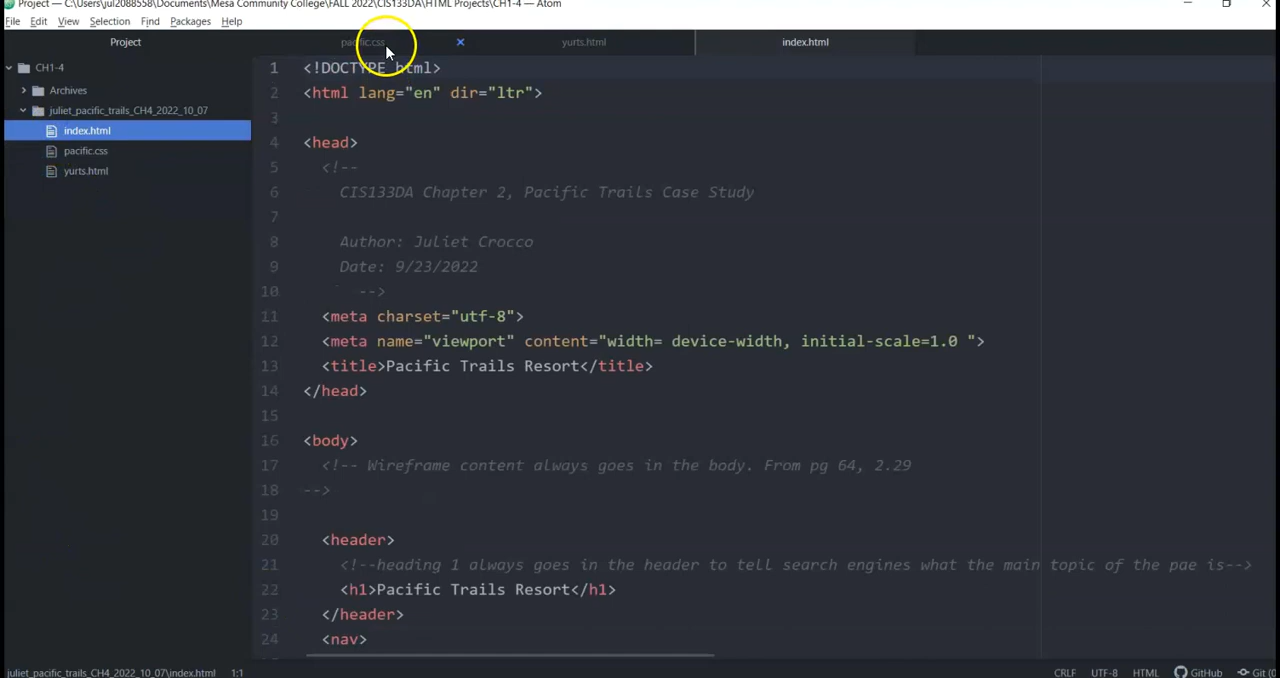 Project — C:\Users\jul2088558\Documents\Mesa Community College\FALL 2022\CIS133DA\HTML Projects\CH1-4 — Atom
File Edit View Selection Find Packages Help
Project
pacific.css
yurts.html
index.html
CH1-4
Archives
juliet_pacific_trails_CH4_2022_10_07
index.html
pacific.css
yurts.html
1 <!DOCTYPE html>
2 <html lang="en" dir="ltr">
3
4 <head>
5 <!--
6 CIS133DA Chapter 2, Pacific Trails Case Study
7
8 Author: Juliet Crocco
9 Date: 9/23/2022
10 ` -->
11 <meta charset="utf-8">
12 <meta name="viewport" content="width= device-width, initial-scale=1.0 ">
13 <title>Pacific Trails Resort</title>
14 </head>
15
16 <body>
17 <!-- Wireframe content always goes in the body. From pg 64, 2.29
18 -->
19
20 <header>
21 <!--heading 1 always goes in the header to tell search engines what the main topic of the pae is-->
22 <h1>Pacific Trails Resort</h1>
23 </header>
24 <nav>
juliet_pacific_trails_CH4_2022_10_07\index.html 1:1 CRLF UTF-8 HTML GitHub Git (0